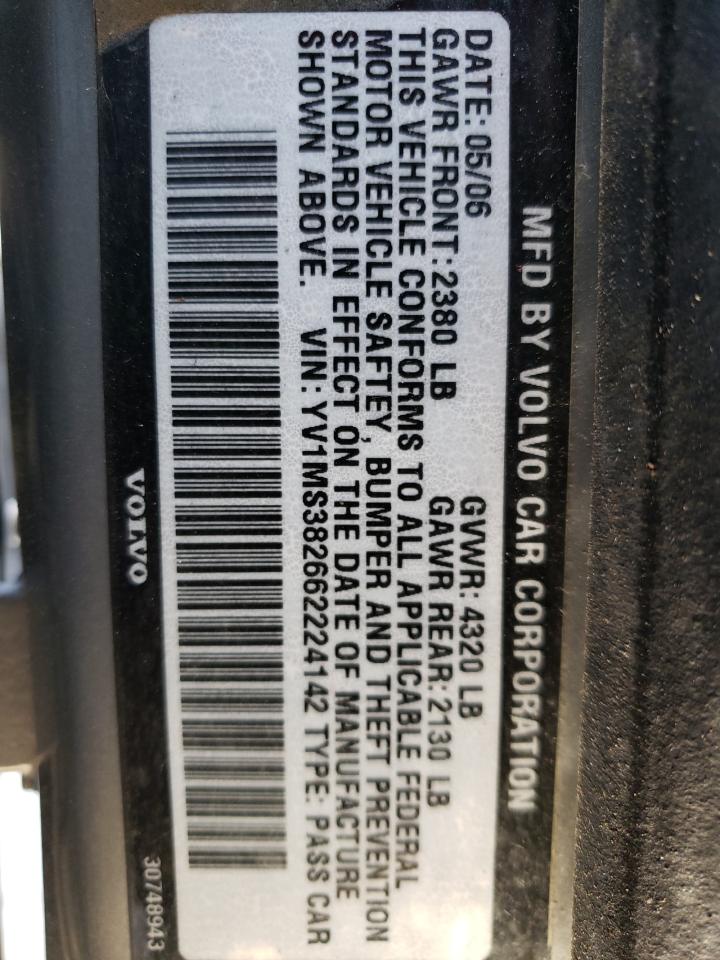 MFD BY VOLVO CAR CORPORATION
DATE: 05/06 GVWR: 4320 LB
GAWR FRONT: 2380 LB GAWR REAR: 2130 LB
THIS VEHICLE CONFORMS TO ALL APPLICABLE FEDERAL
MOTOR VEHICLE SAFTEY, BUMPER AND THEFT PREVENTION
STANDARDS IN EFFECT ON THE DATE OF MANUFACTURE
SHOWN ABOVE. VIN: YV1MS382662224142 TYPE: PASS CAR
VOLVO
30748943